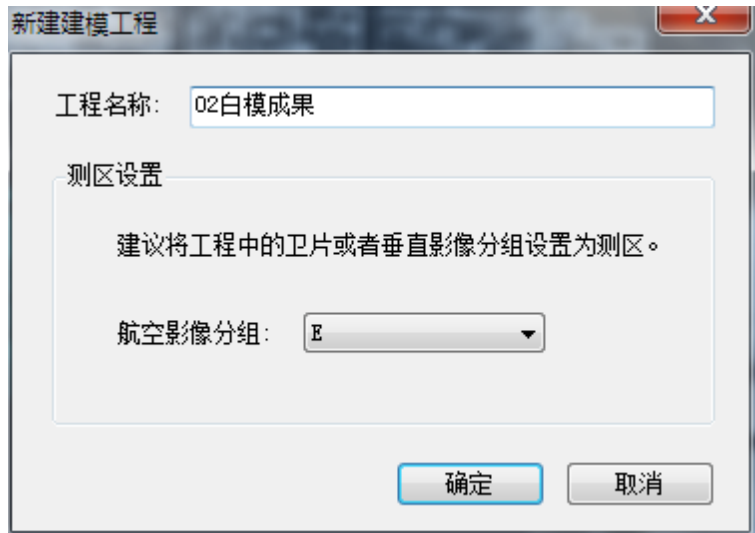 新建建模工程
工程名称: 02白模成果
测区设置
建议将工程中的卫片或者垂直影像分组设置为测区。
航空影像分组: E
确定 取消